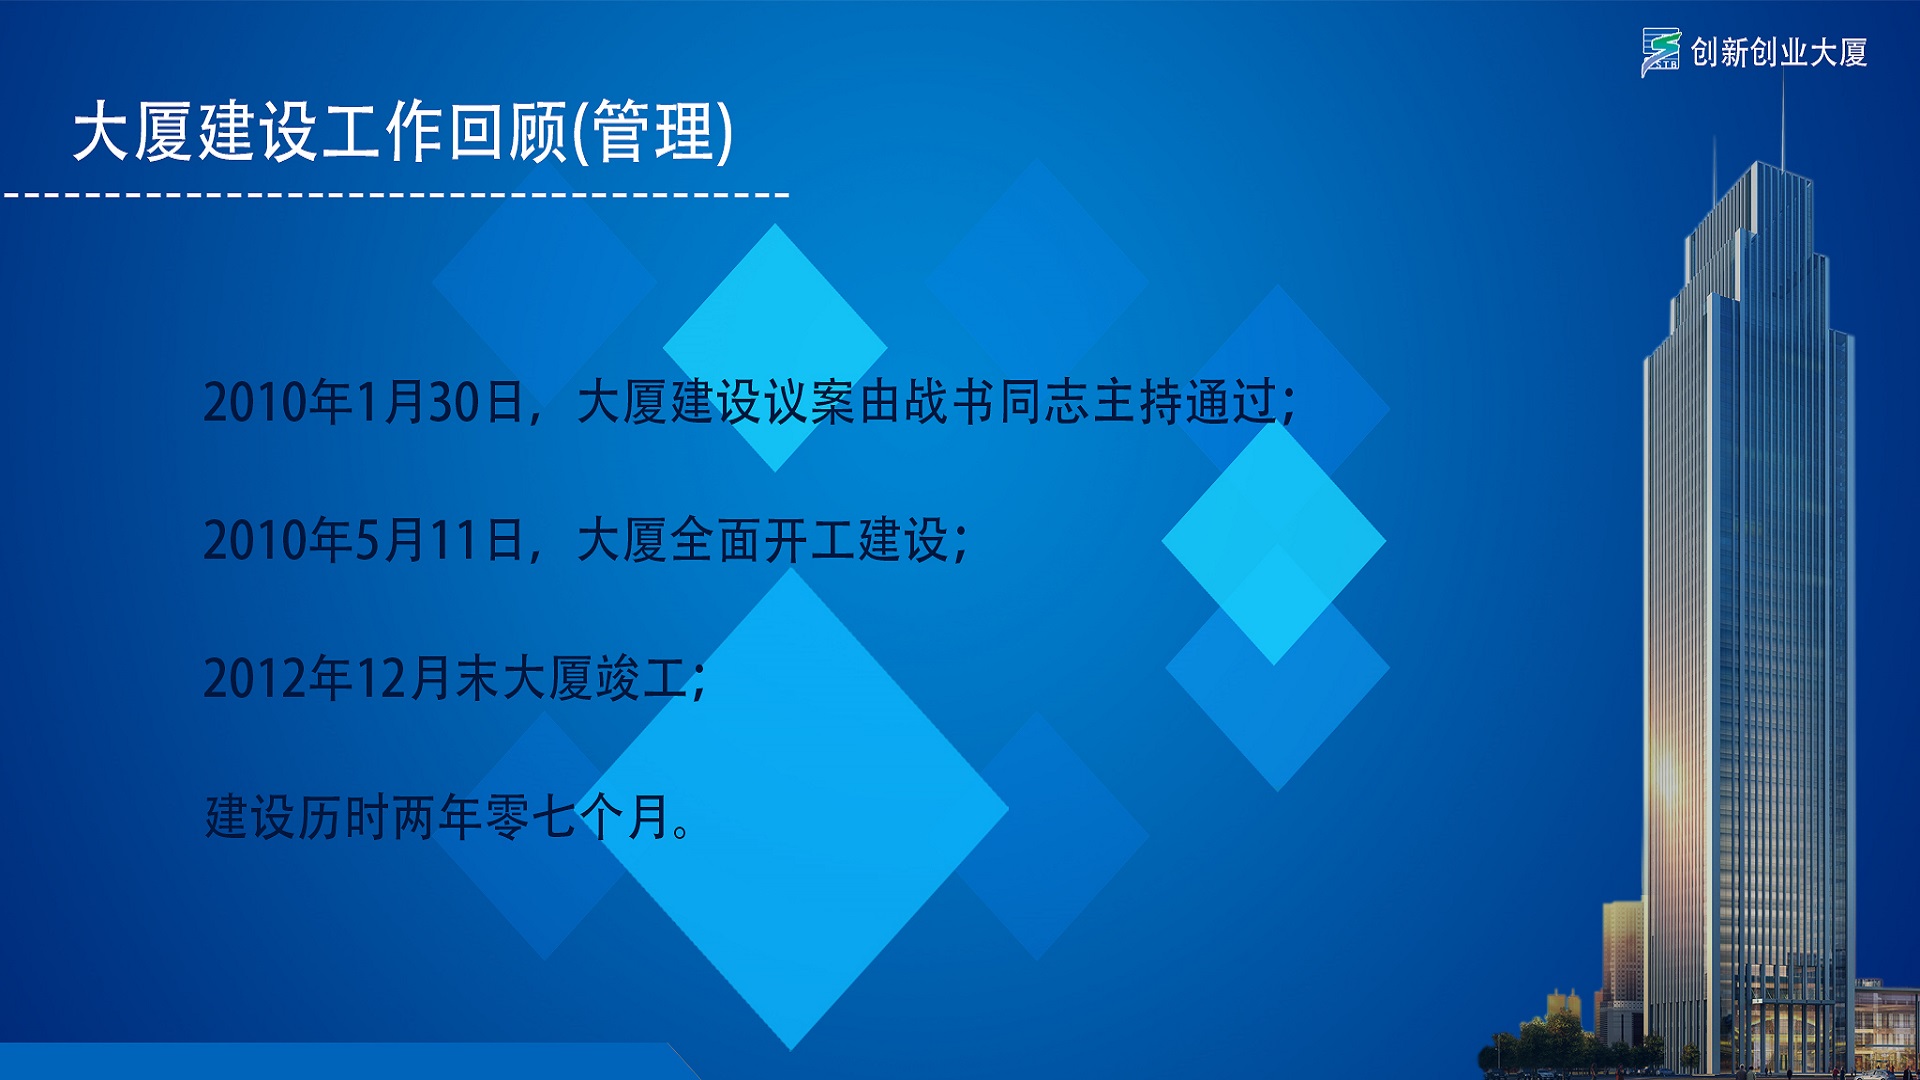 STB 创新创业大厦
大厦建设工作回顾(管理)
2010年1月30日，大厦建设议案由战书同志主持通过；
2010年5月11日，大厦全面开工建设；
2012年12月末大厦竣工；
建设历时两年零七个月。